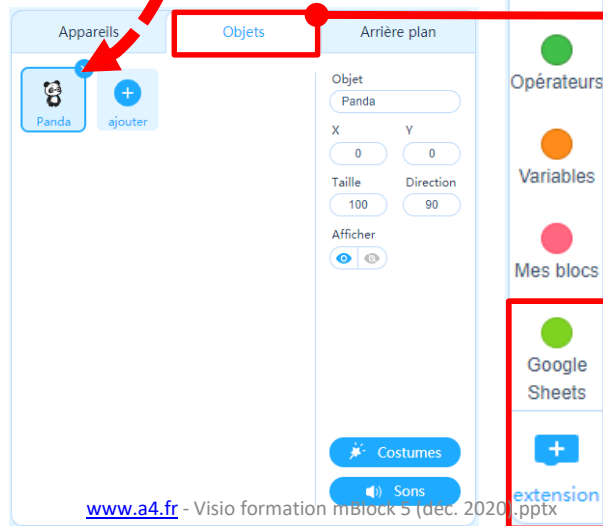 Appareils
Objets
Arrière plan
Panda
ajouter
Objet
Panda
X Y
0 0
Taille Direction
100 90
Afficher
Costumes
Sons
Opérateurs
Variables
Mes blocs
Google
Sheets
extension
www.a4.fr - Visio formation mBlock 5 (déc. 2020).pptx